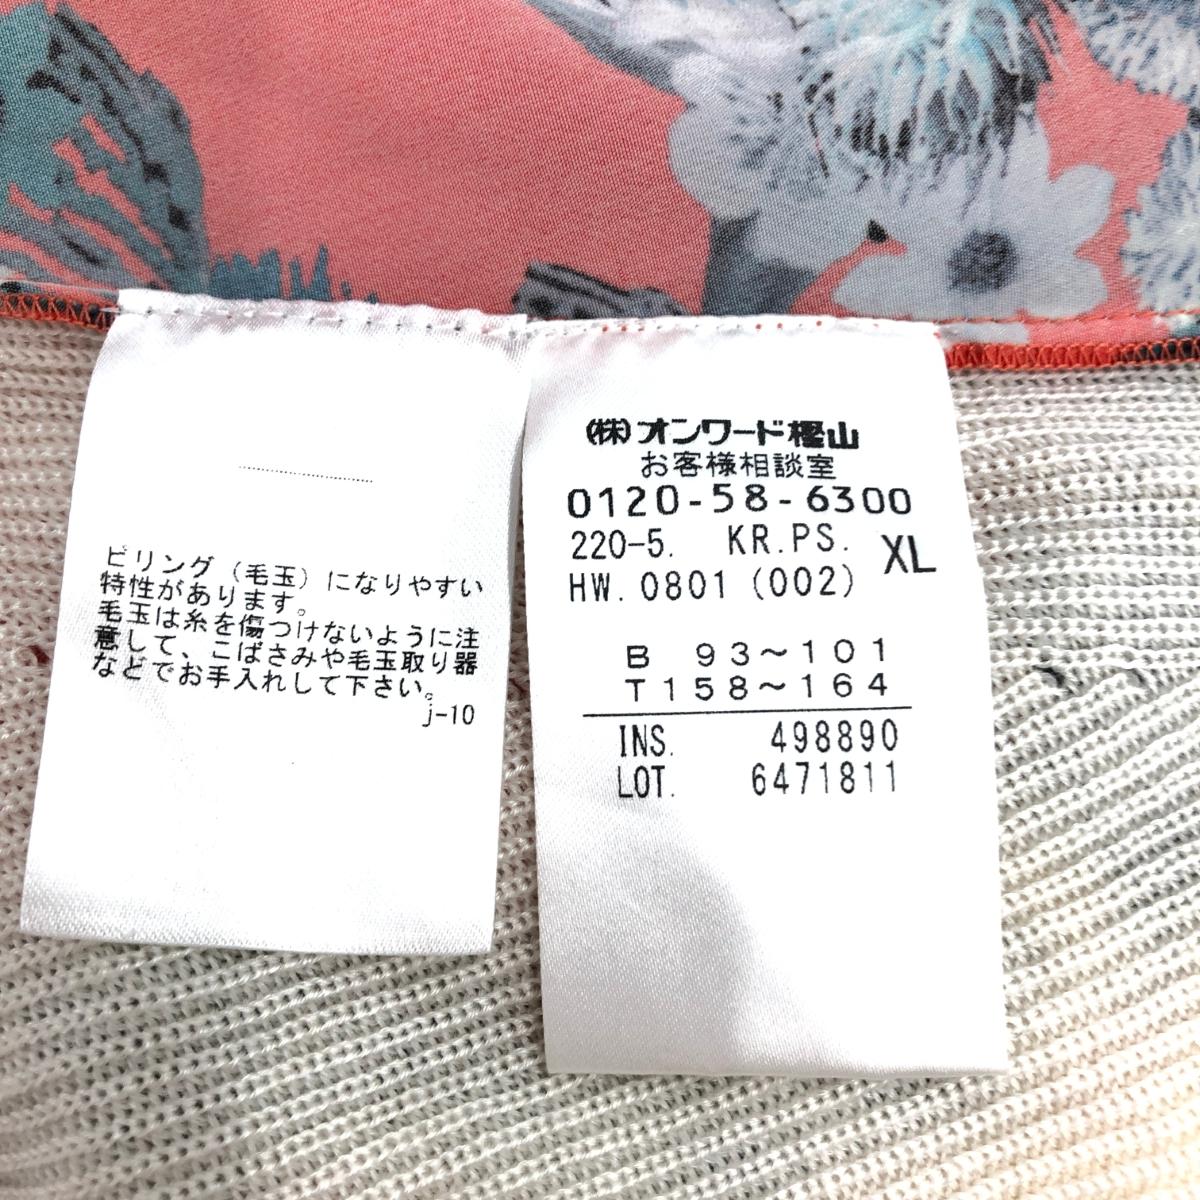 ピリング（毛玉）になりやすい
特性があります。
毛玉は糸を傷つけないように注
意して、こばさみや毛玉取り器
などでお手入れして下さい。
j-10
(株)オンワード樫山
お客様相談室
0120-58-6300
220-5. KR.PS. XL
HW.0801(002)
B 93〜101
T158〜164
INS. 498890
LOT. 6471811